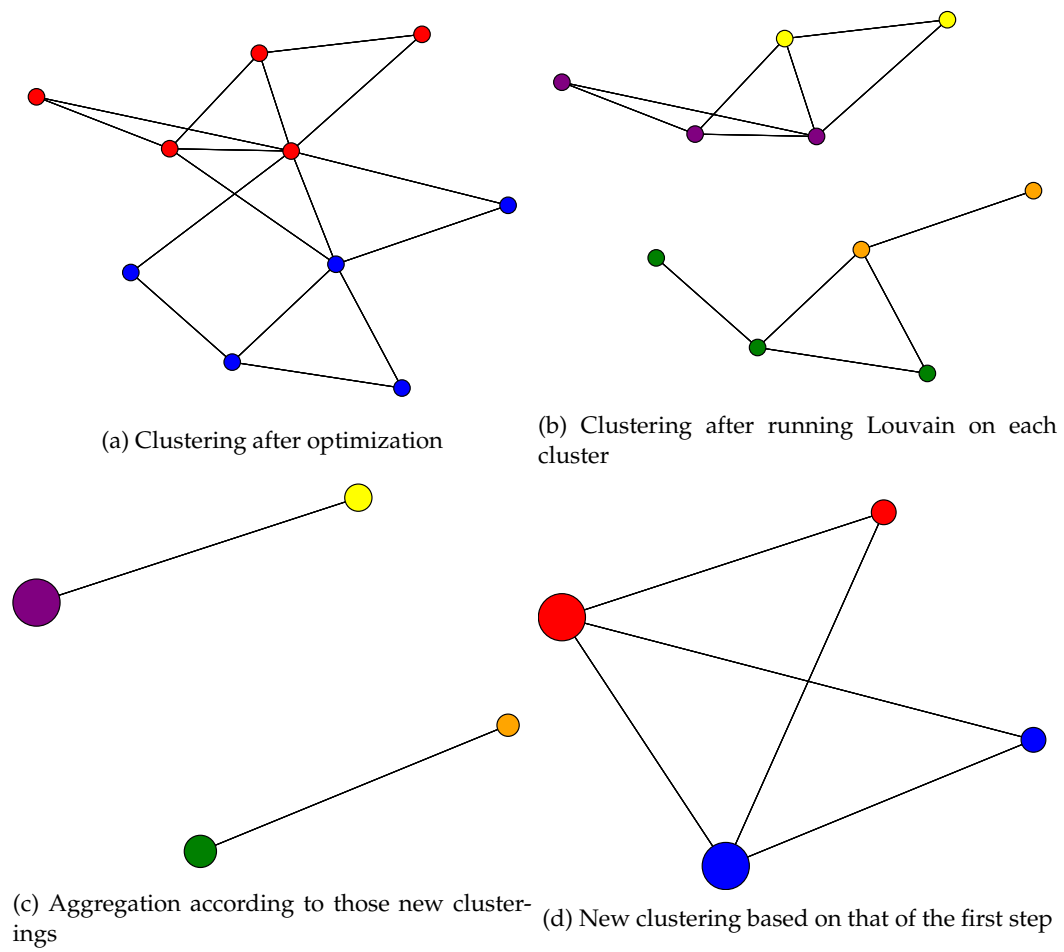 (a) Clustering after optimization
(b) Clustering after running Louvain on each
cluster
(c) Aggregation according to those new cluster-
ings
(d) New clustering based on that of the first step